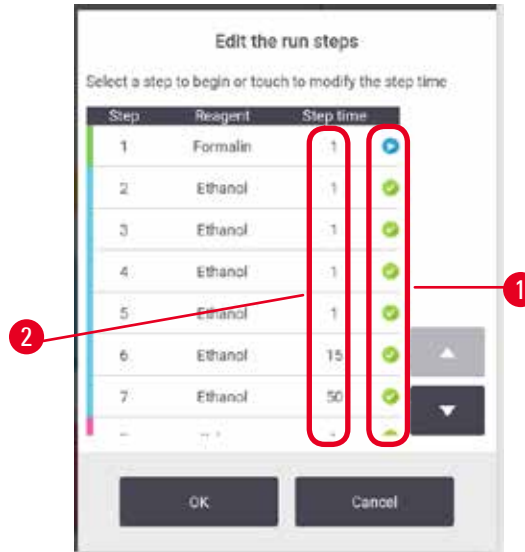 Edit the run steps
Select a step to begin or touch to modify the step time
Step Reagent Step time
1 Formalin 1
2 Ethanol 1
3 Ethanol 1
4 Ethanol 1
5 Ethanol 1
6 Ethanol 15
7 Ethanol 50
1
2
OK Cancel